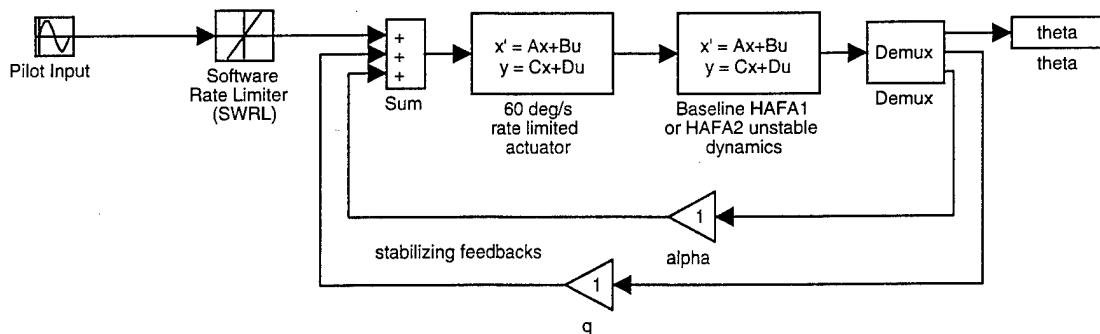 Pilot Input
Software
Rate Limiter
(SWRL)
+
+
+
Sum
x' = Ax+Bu
y = Cx+Du
60 deg/s
rate limited
actuator
x' = Ax+Bu
y = Cx+Du
Baseline HAFA1
or HAFA2 unstable
dynamics
Demux
Demux
theta
theta
1
alpha
stabilizing feedbacks
1
q